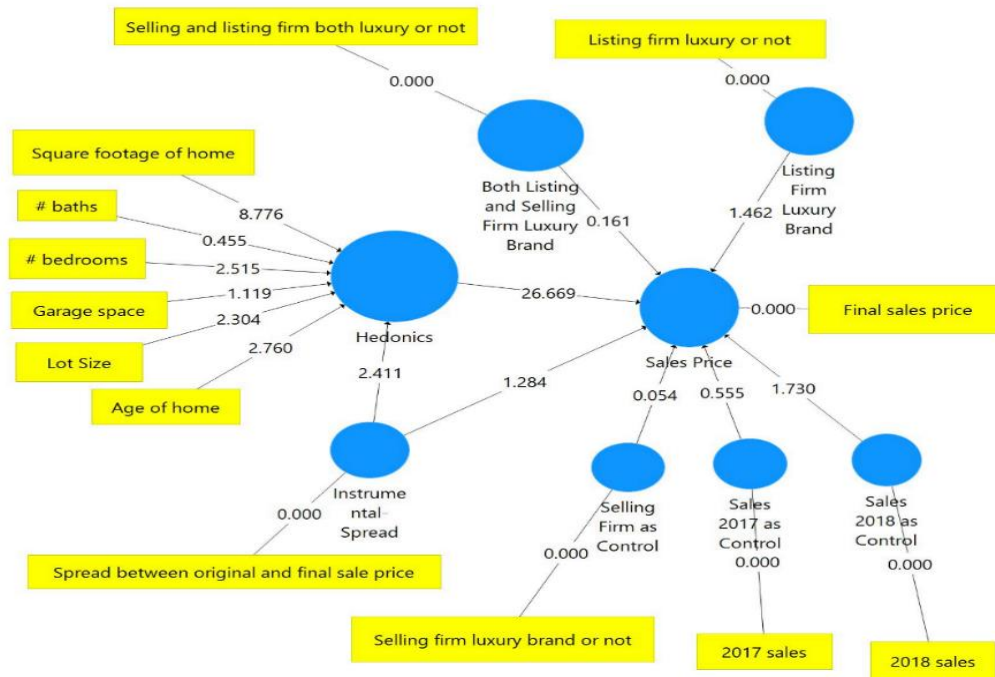 Selling and listing firm both luxury or not
Listing firm luxury or not
0.000
0.000
Square footage of home
8.776
# baths
0.455
# bedrooms
2.515
Garage space
1.119
Lot Size
2.304
Age of home
2.760
Hedonics
Both Listing
and Selling
Firm Luxury
Brand
0.161
Listing
Firm
Luxury
Brand
1.462
26.669
0.000
Final sales price
Sales Price
2.411
1.284
0.054
0.555
1.730
Instrume
ntal-
Spread
0.000
Spread between original and final sale price
Selling
Firm as
Control
0.000
Selling firm luxury brand or not
Sales
2017 as
Control
0.000
2017 sales
Sales
2018 as
Control
0.000
2018 sales